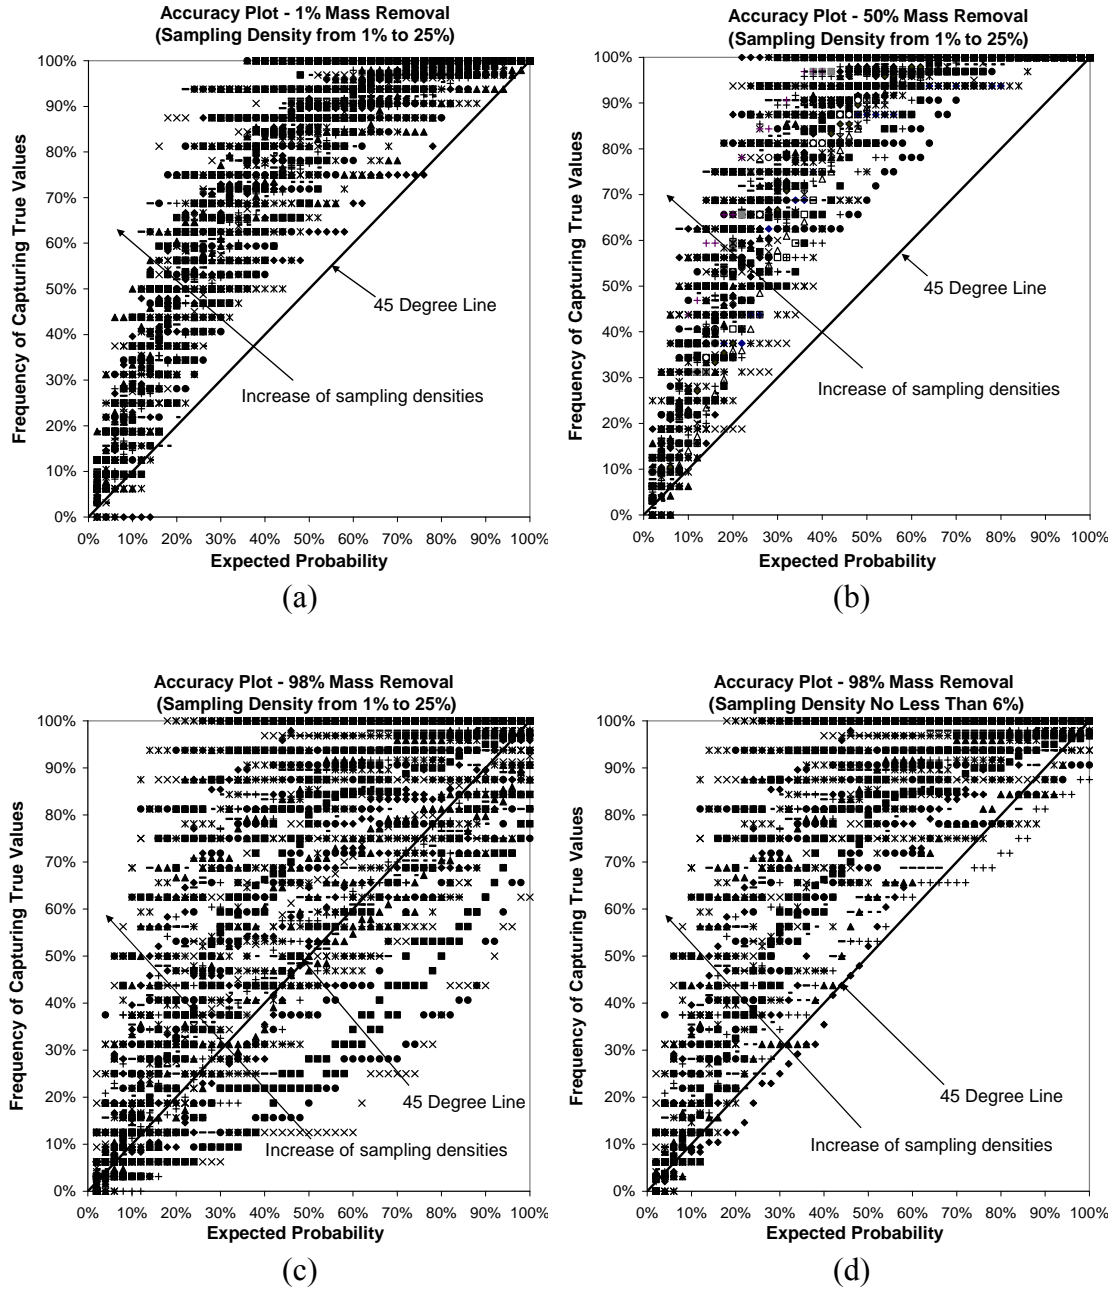 Accuracy Plot - 1% Mass Removal
(Sampling Density from 1% to 25%)
Frequency of Capturing True Values
100%
90%
80%
70%
60%
50%
40%
30%
20%
10%
0%
45 Degree Line
Increase of sampling densities
0% 10% 20% 30% 40% 50% 60% 70% 80% 90% 100%
Expected Probability
(a)
Accuracy Plot - 50% Mass Removal
(Sampling Density from 1% to 25%)
Frequency of Capturing True Values
100%
90%
80%
70%
60%
50%
40%
30%
20%
10%
0%
45 Degree Line
Increase of sampling densities
0% 10% 20% 30% 40% 50% 60% 70% 80% 90% 100%
Expected Probability
(b)
Accuracy Plot - 98% Mass Removal
(Sampling Density from 1% to 25%)
Frequency of Capturing True Values
100%
90%
80%
70%
60%
50%
40%
30%
20%
10%
0%
45 Degree Line
Increase of sampling densities
0% 10% 20% 30% 40% 50% 60% 70% 80% 90% 100%
Expected Probability
(c)
Accuracy Plot - 98% Mass Removal
(Sampling Density No Less Than 6%)
Frequency of Capturing True Values
100%
90%
80%
70%
60%
50%
40%
30%
20%
10%
0%
45 Degree Line
Increase of sampling densities
0% 10% 20% 30% 40% 50% 60% 70% 80% 90% 100%
Expected Probability
(d)